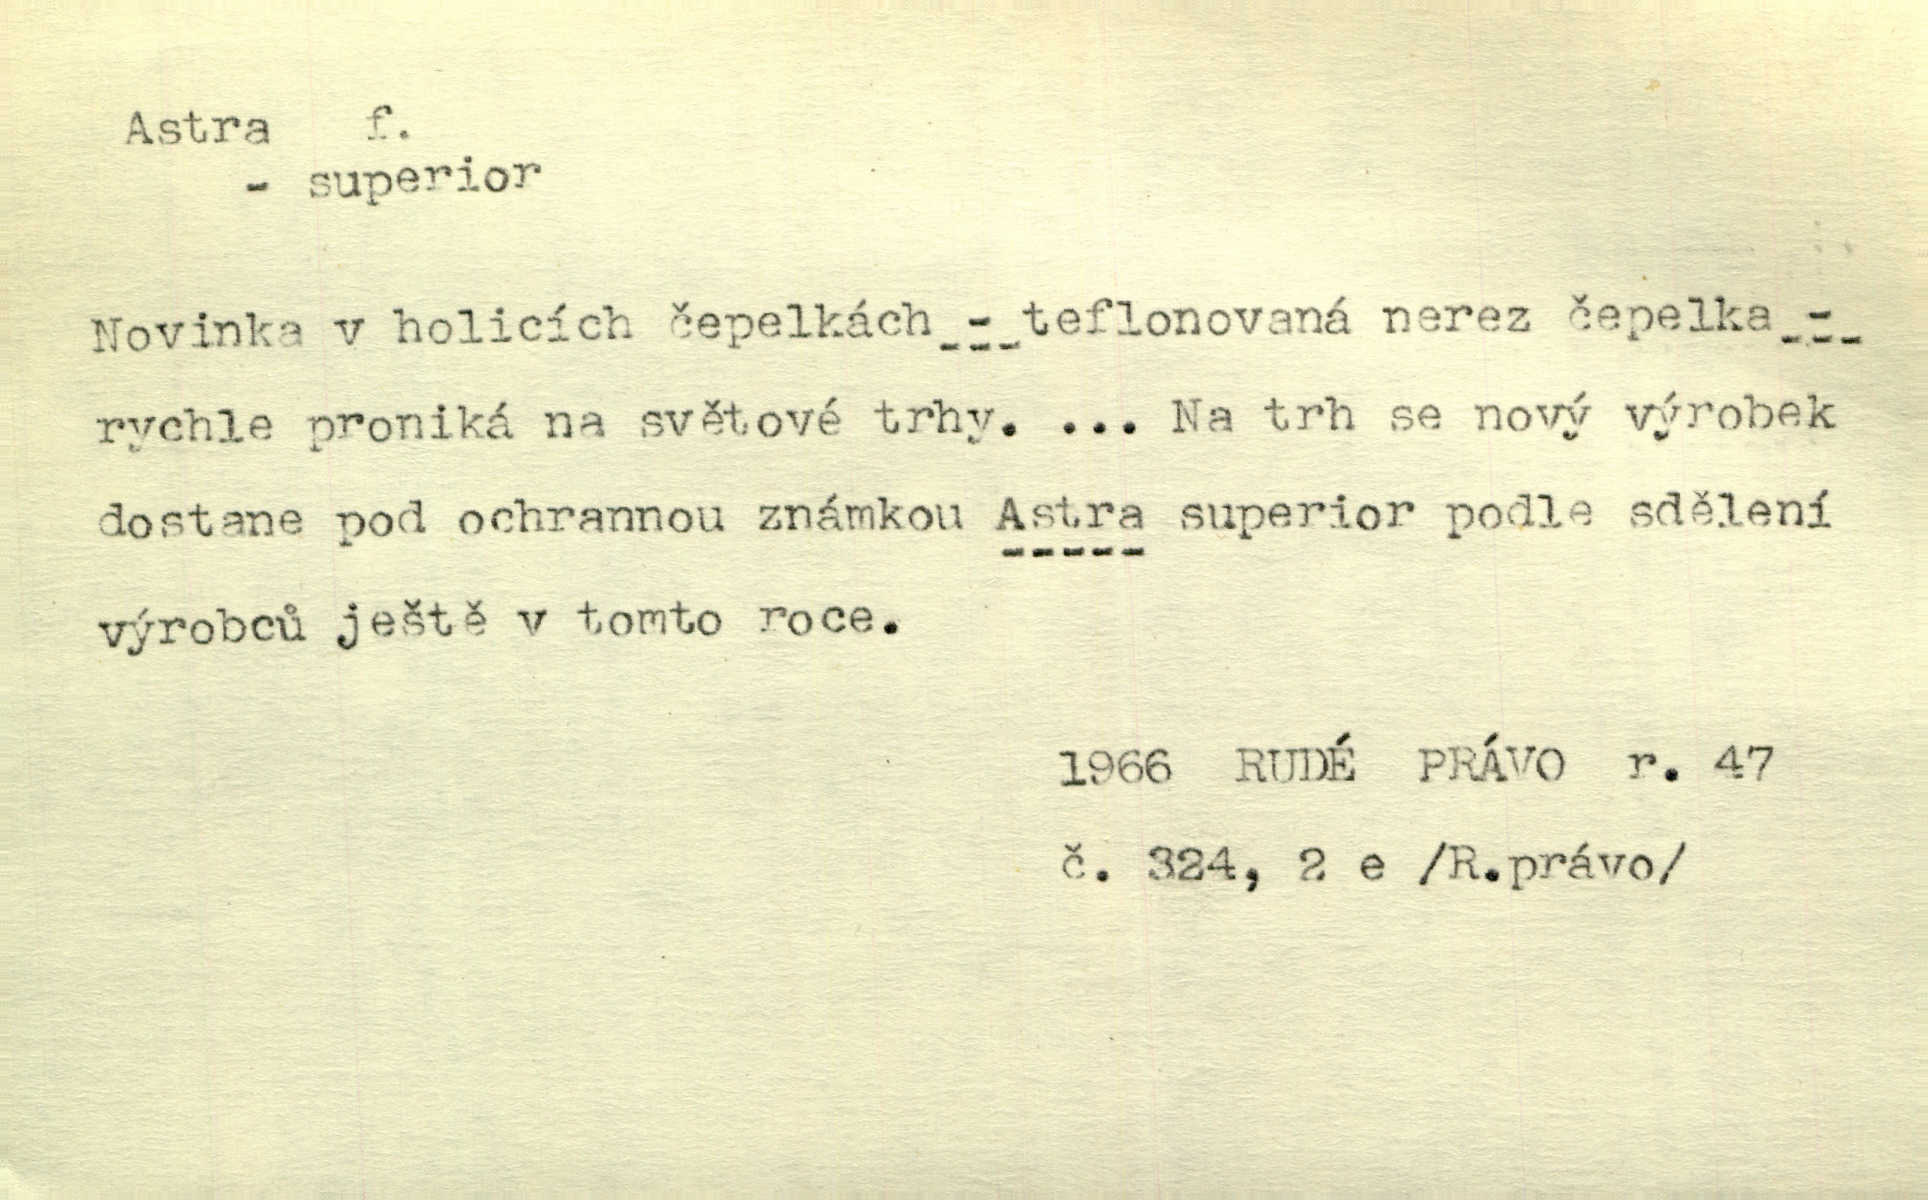 Astra f.
- superior
Novinka v holicích čepelkách - teflonovaná nerez čepelka -
rychle proniká na světové trhy. ... Na trh se nový výrobek
dostane pod ochrannou známkou Astra superior podle sdělení
výrobců ještě v tomto roce.
1966 RUDÉ PRÁVO r. 47
č. 324, 2 e /R.právo/